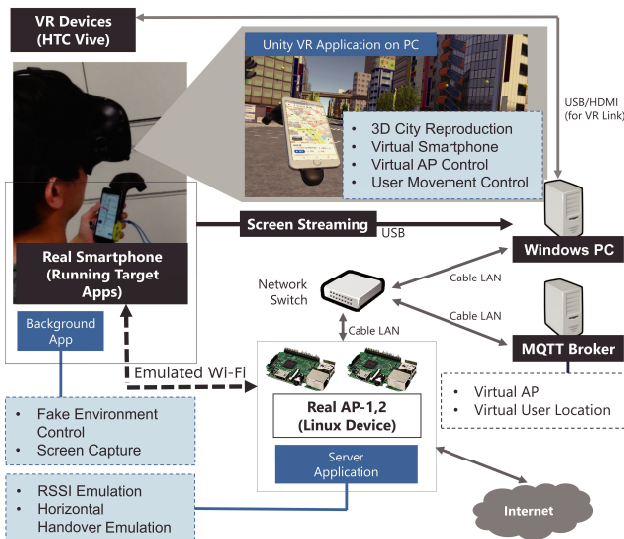 VR Devices
(HTC Vive)
Unity VR Application on PC
USB/HDMI
(for VR Link)
• 3D City Reproduction
• Virtual Smartphone
• Virtual AP Control
• User Movement Control
Screen Streaming
USB
Real Smartphone
(Running Target
Apps)
Windows PC
Network
Switch
Cable LAN
Cable LAN
Cable LAN
Background
App
MQTT Broker
Emulated Wi-Fi
• Virtual AP
• Virtual User Location
Real AP-1,2
(Linux Device)
• Fake Environment
Control
• Screen Capture
Server
Application
• RSSI Emulation
• Horizontal
Handover Emulation
Internet